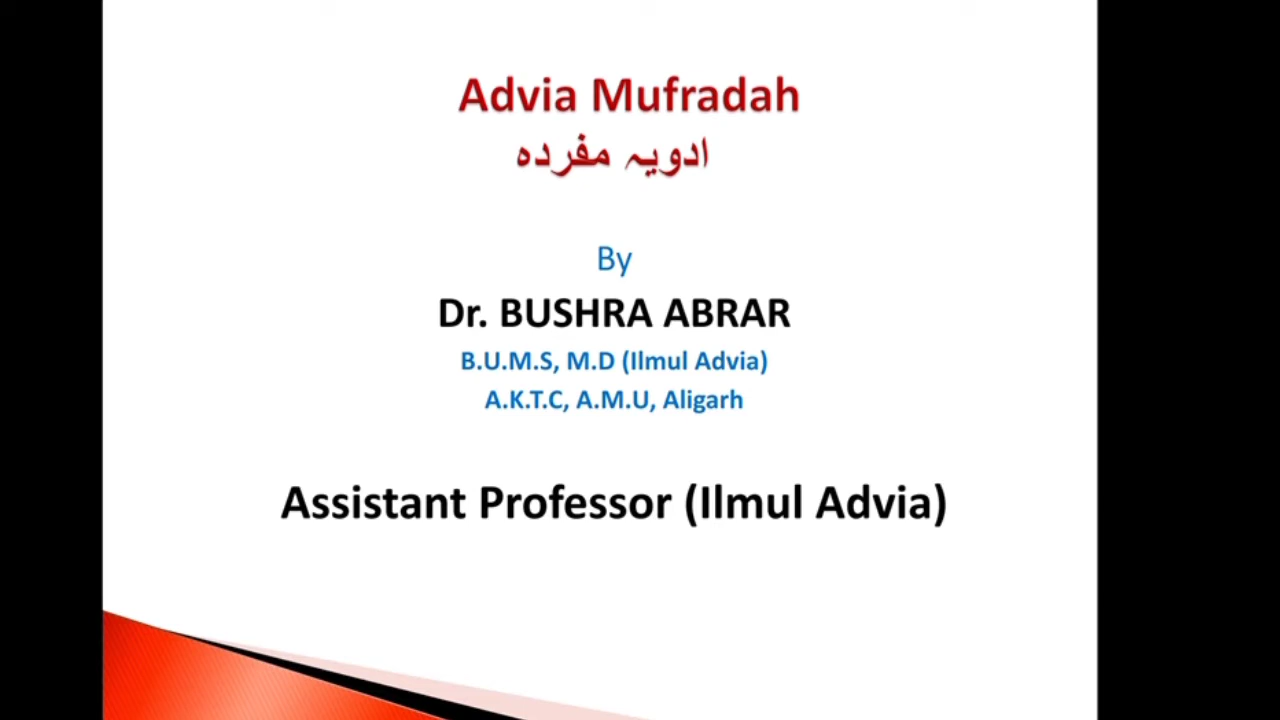 Advia Mufradah
ادویہ مفردہ
By
Dr. BUSHRA ABRAR
B.U.M.S, M.D (Ilmul Advia)
A.K.T.C, A.M.U, Aligarh
Assistant Professor (Ilmul Advia)